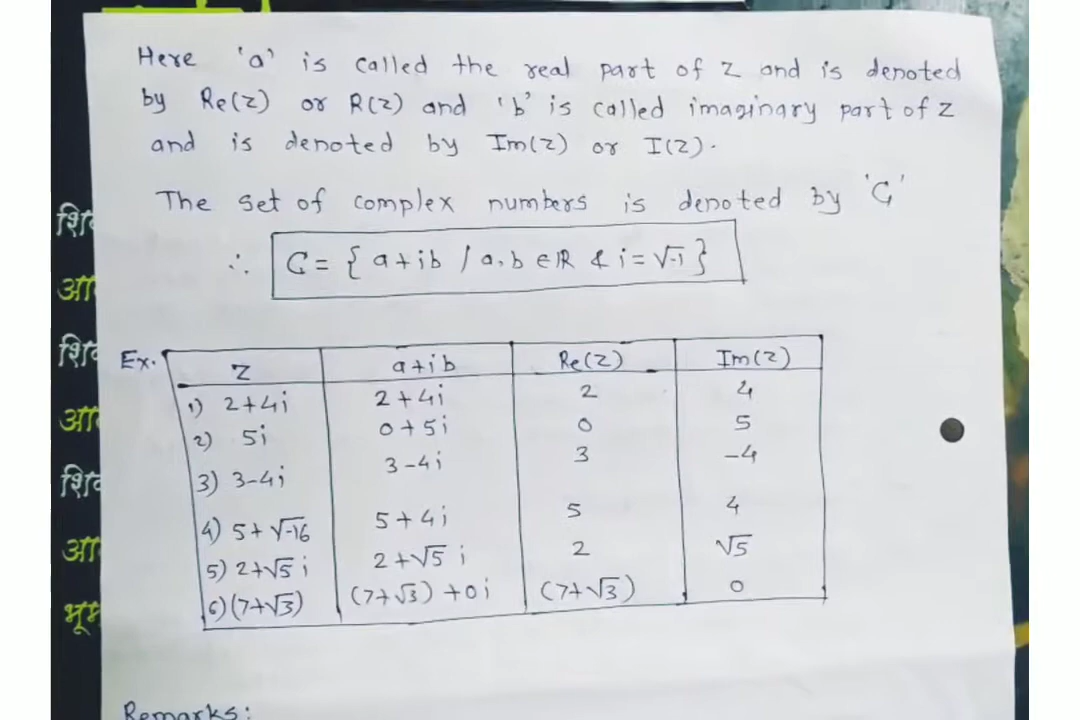 Here 'a' is called the real part of z and is denoted
by Re(z) or R(z) and 'b' is called imaginary part of z
and is denoted by Im(z) or I(z).
The set of complex numbers is denoted by 'C'
∴ C = { a+ib / a, b ∈ ℝ & i = √-1 }
Ex. z a+ib Re(z) Im(z)
1) 2+4i 2+4i 2 4
2) 5i 0+5i 0 5
3) 3-4i 3-4i 3 -4
4) 5+√-16 5+4i 5 4
5) 2+√5 i 2+√5 i 2 √5
6) (7+√3) (7+√3)+0i (7+√3) 0
Remarks: